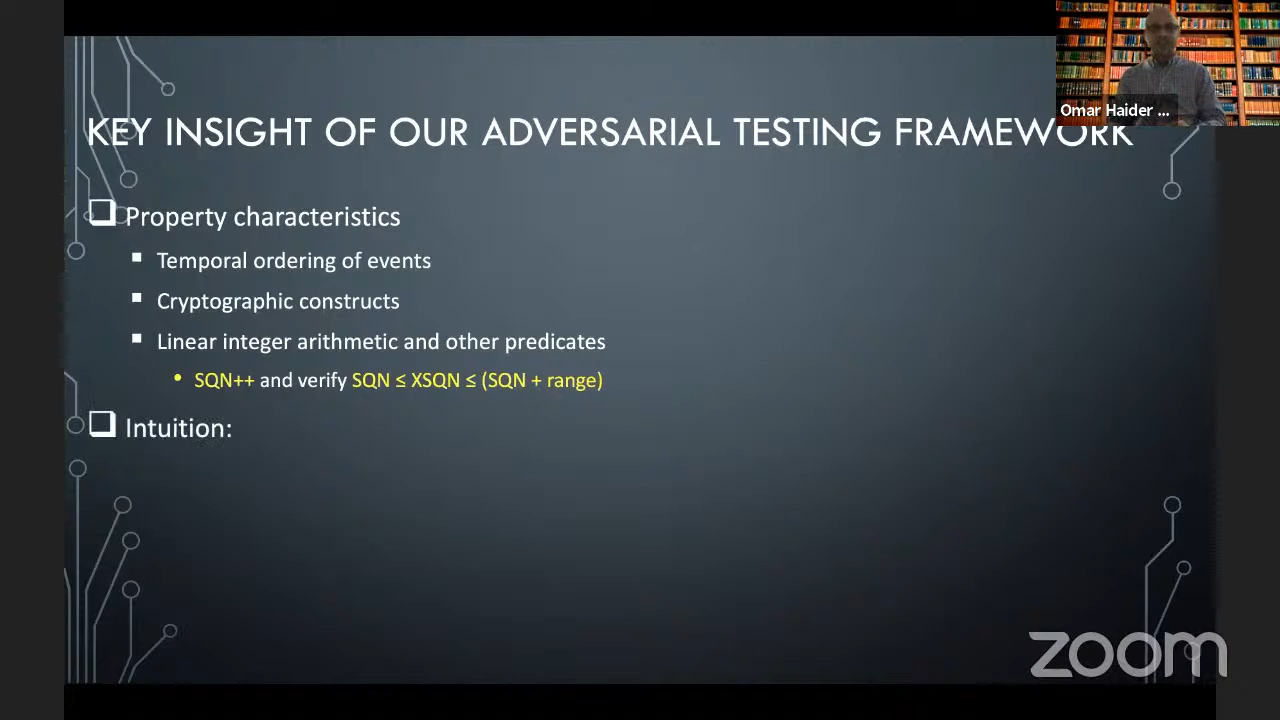 Omar Haider ...
KEY INSIGHT OF OUR ADVERSARIAL TESTING FRAMEWORK
Property characteristics
Temporal ordering of events
Cryptographic constructs
Linear integer arithmetic and other predicates
SQN++ and verify SQN ≤ XSQN ≤ (SQN + range)
Intuition:
zoom